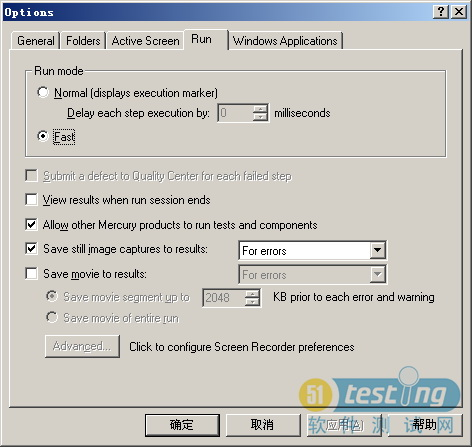 Options
General Folders Active Screen Run Windows Applications
Run mode
Normal (displays execution marker)
Delay each step execution by: 0 milliseconds
Fast
Submit a defect to Quality Center for each failed step
View results when run session ends
Allow other Mercury products to run tests and components
Save still image captures to results: For errors
Save movie to results: For errors
Save movie segment up to 2048 KB prior to each error and warning
Save movie of entire run
Advanced... Click to configure Screen Recorder preferences
51 testing
软件测试网
确定 取消 应用(A) 帮助